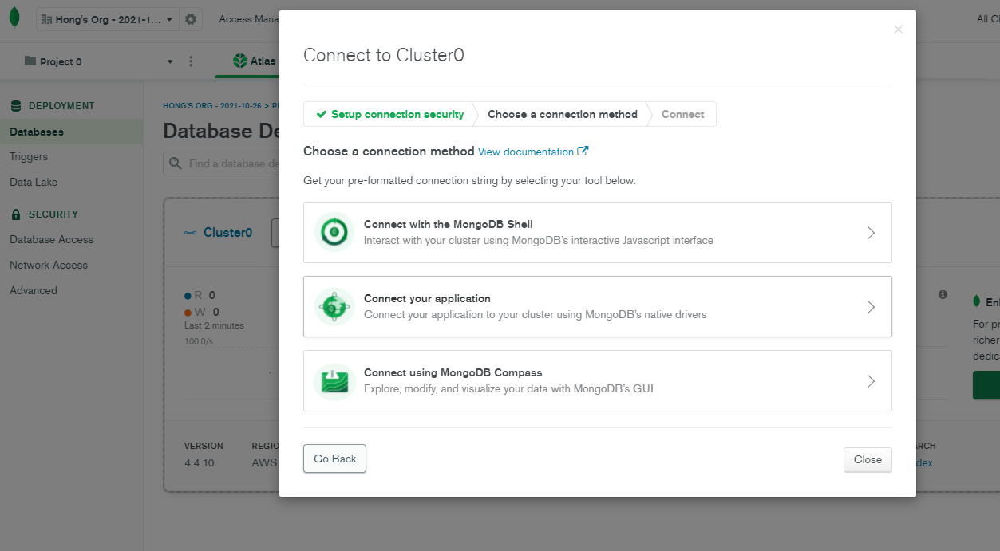 Hong's Org - 2021-1...
Access Mana
All Cl
Project 0
Atlas
DEPLOYMENT
Databases
Triggers
Data Lake
SECURITY
Database Access
Network Access
Advanced
HONG'S ORG - 2021-10-26 > P
Database De
Find a database de
Cluster0
R 0
W 0
Last 2 minutes
100.0/s
VERSION
4.4.10
REGIO
AWS
Connect to Cluster0
Setup connection security
Choose a connection method
Connect
Choose a connection method View documentation
Get your pre-formatted connection string by selecting your tool below.
Connect with the MongoDB Shell
Interact with your cluster using MongoDB's interactive Javascript interface
Connect your application
Connect your application to your cluster using MongoDB's native drivers
Connect using MongoDB Compass
Explore, modify, and visualize your data with MongoDB's GUI
Go Back
Close
Enl
For pr
richer
dedic
ARCH
dex